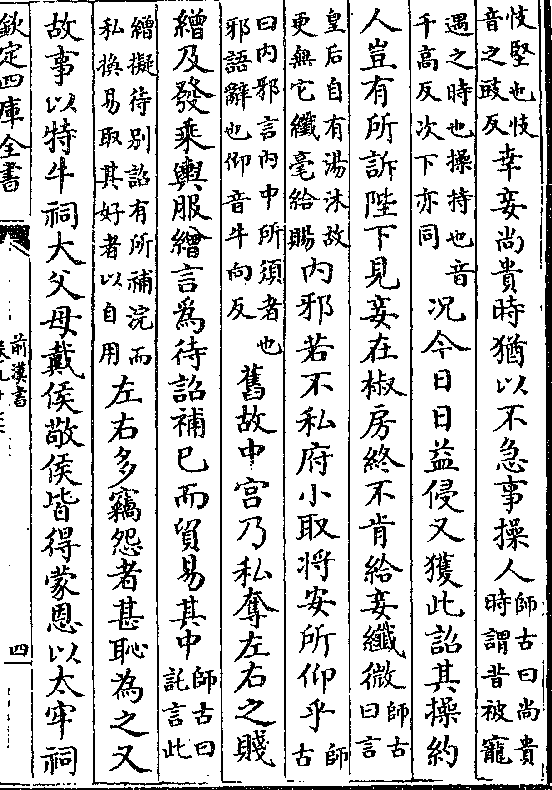 忮堅也忮音之豉反幸妾尚貴時猶以不急事操人師古曰尚貴時謂昔被寵
遇之時也操持也音千高反次下亦同况今日日益侵又獲此詔其操約
人豈有所訴陛下見妾在椒房終不肯給妾纎微師古曰言
皇后自有湯沐故更無它纎毫給賜内邪若不私府小取将安所仰乎師古
曰内邪言内中所須者也邪語辭也仰音牛向反舊故中宫乃私奪左右之賤
繒及發乘輿服繒言為待詔補已而貿易其中師古曰託言此
繒擬待别詔有所補浣而私換易取其好者以自用左右多竊怨者甚恥為之又
故事以特牛祠大父母戴侯敬侯皆得蒙恩以太牢祠
欽定四庫全書
前漢書
四